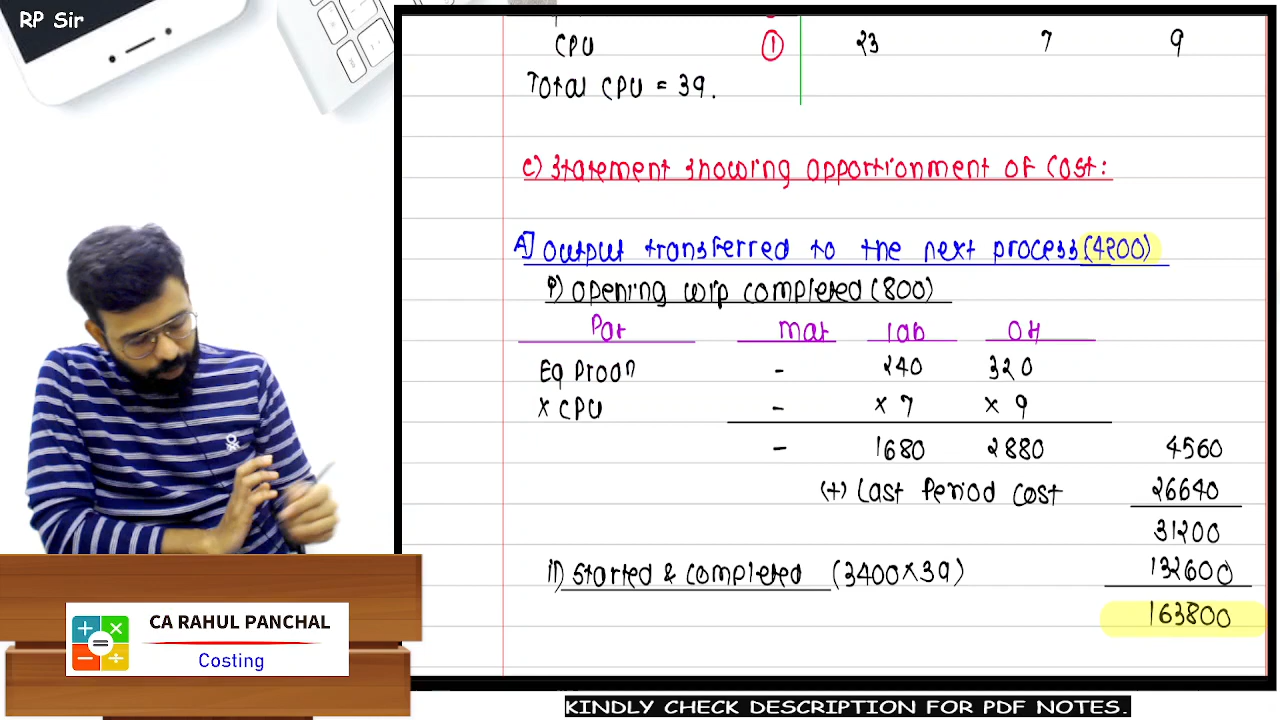 RP Sir
CPU ① 23 7 9
Total CPU = 39.
C) Statement showing apportionment of Cost:
A] Output transferred to the next process (4200)
i) Opening wip completed (800)
Par Mat lab OH
Eq Prodn - 240 320
x CPU - x 7 x 9
- 1680 2880 4560
(+) Last Period Cost 26640
31200
ii) Started & completed (3400 x 39) 132600
163800
CA RAHUL PANCHAL
Costing
KINDLY CHECK DESCRIPTION FOR PDF NOTES.